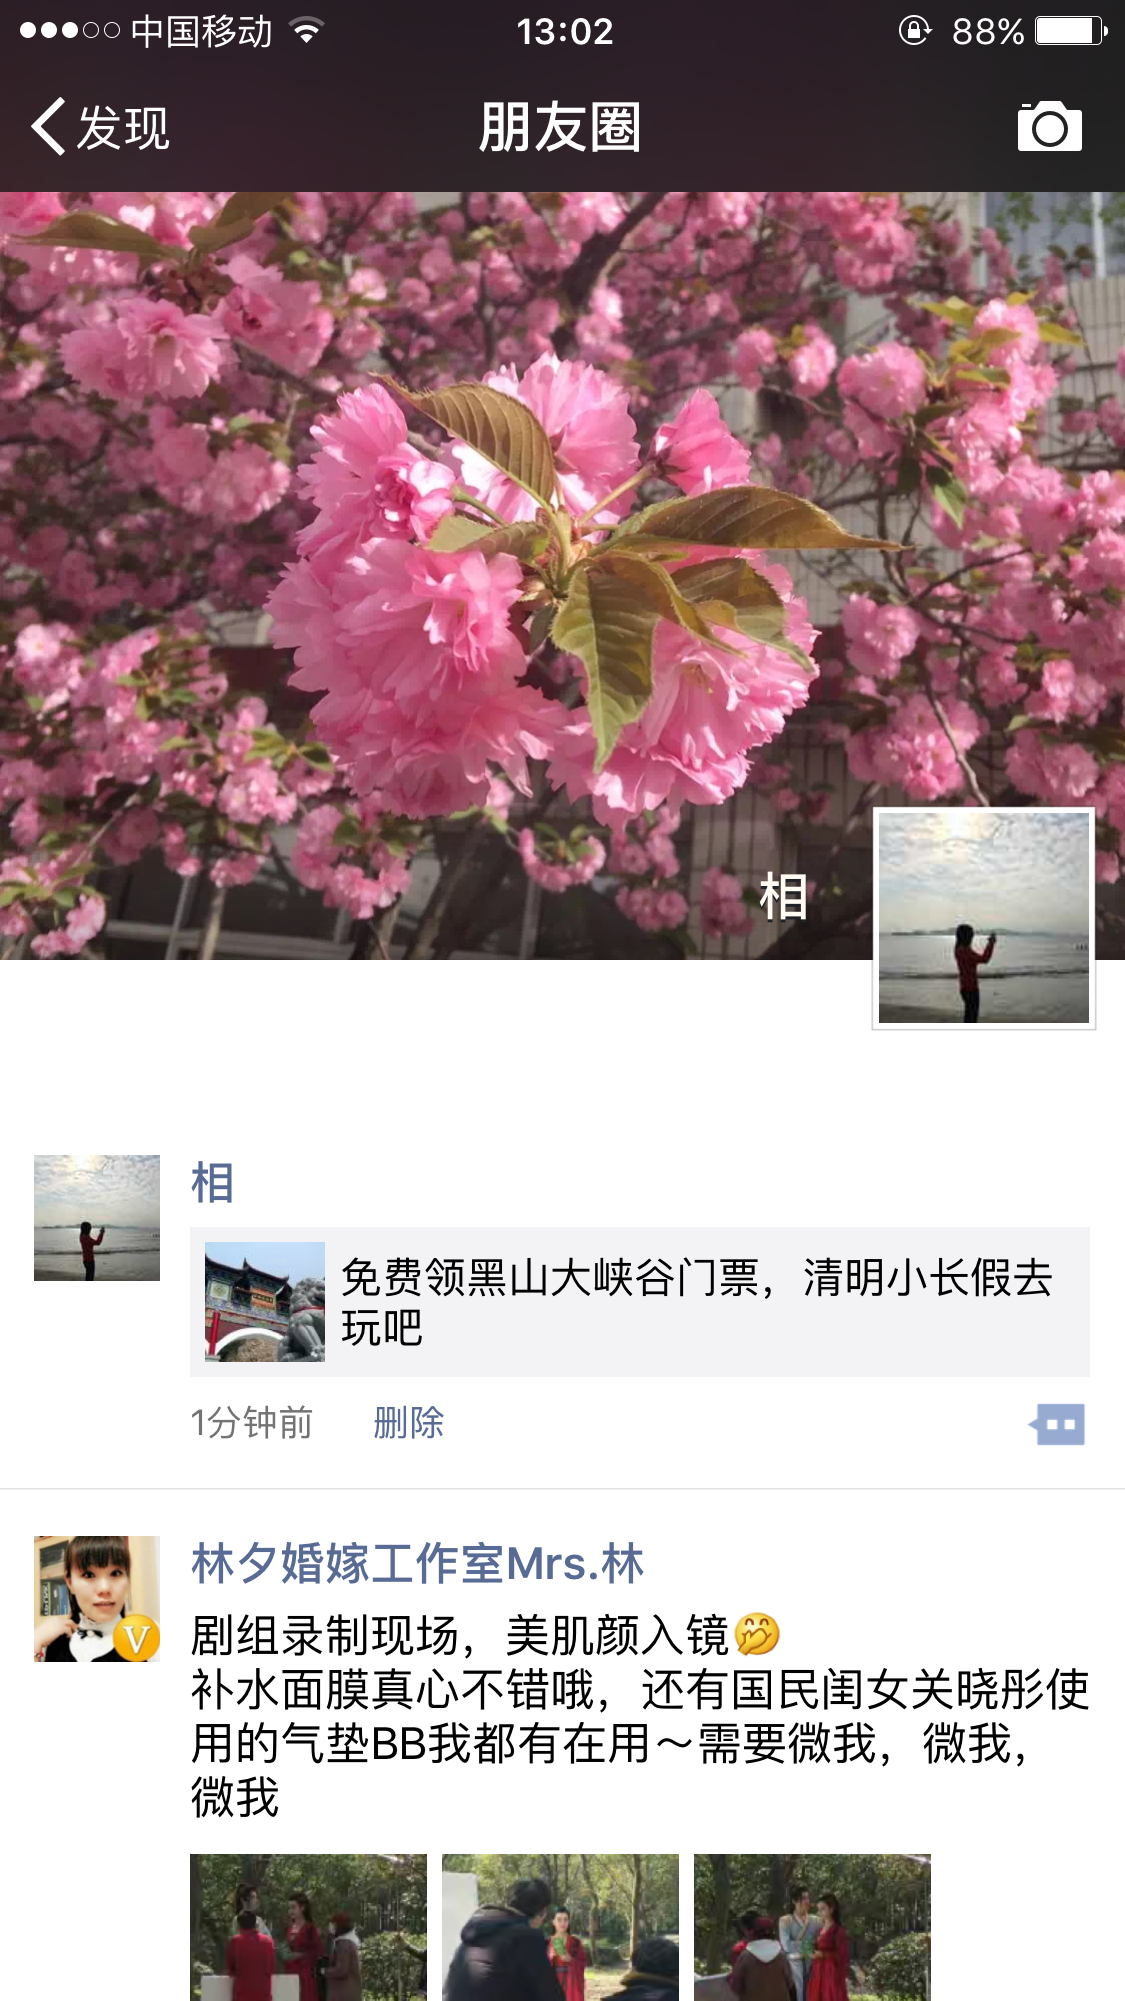 中国移动 13:02 88%
发现 朋友圈
相
相
免费领黑山大峡谷门票，清明小长假去
玩吧
1分钟前 删除
林夕婚嫁工作室Mrs.林
V
剧组录制现场，美肌颜入镜🤭
补水面膜真心不错哦，还有国民闺女关晓彤使
用的气垫BB我都有在用～需要微我，微我，
微我